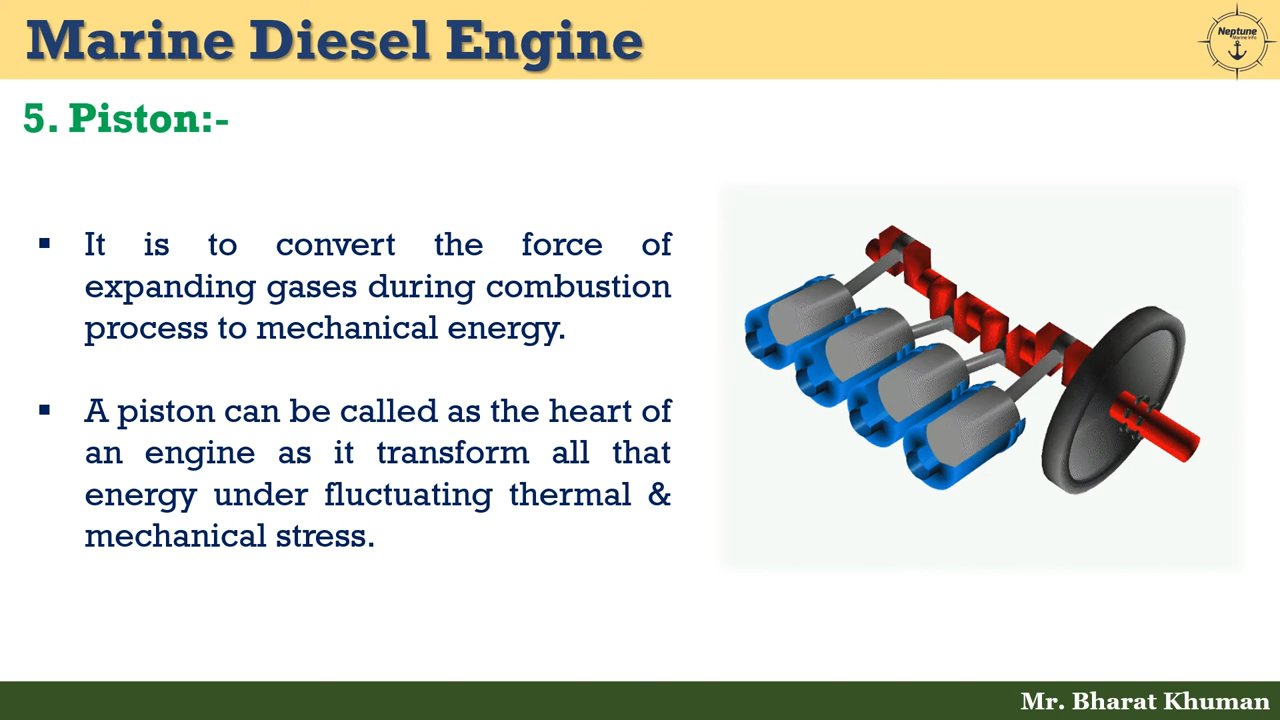 Marine Diesel Engine
Neptune
Marine Info
5. Piston:-
▪ It is to convert the force of
expanding gases during combustion
process to mechanical energy.
▪ A piston can be called as the heart of
an engine as it transform all that
energy under fluctuating thermal &
mechanical stress.
Mr. Bharat Khuman